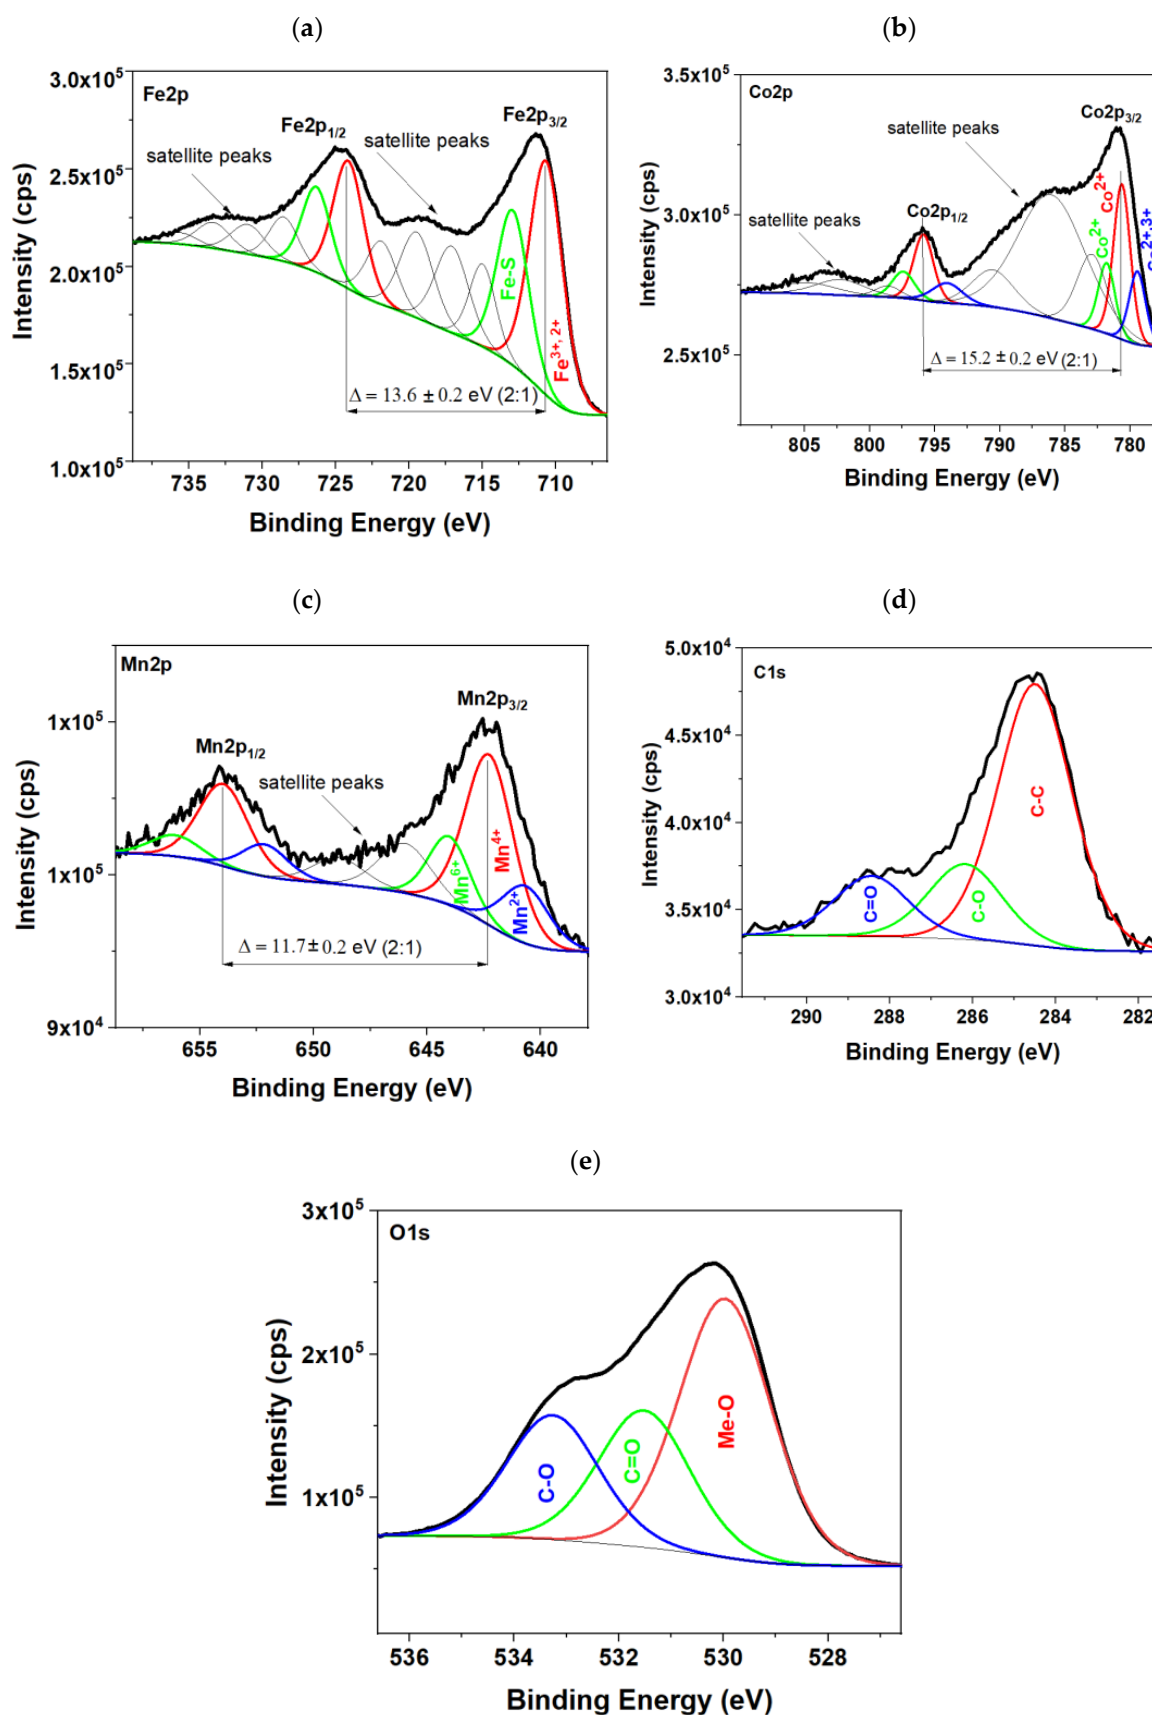 (a)
3.0x10⁵
Fe2p
Fe2p₃/₂
Fe2p₁/₂
satellite peaks
satellite peaks
2.5x10⁵
2.0x10⁵
1.5x10⁵
1.0x10⁵
Intensity (cps)
Fe-S
Fe³⁺, ²⁺
Δ = 13.6 ± 0.2 eV (2:1)
735 730 725 720 715 710
Binding Energy (eV)
(b)
3.5x10⁵
Co2p
Co2p₃/₂
satellite peaks
Co2p₁/₂
satellite peaks
3.0x10⁵
2.5x10⁵
Intensity (cps)
Co²⁺
Co²⁺
Co²⁺,³⁺
Δ = 15.2 ± 0.2 eV (2:1)
805 800 795 790 785 780
Binding Energy (eV)
(c)
Mn2p
Mn2p₃/₂
Mn2p₁/₂
satellite peaks
1x10⁵
1x10⁵
9x10⁴
Intensity (cps)
Mn⁶⁺
Mn⁴⁺
Mn²⁺
Δ = 11.7± 0.2 eV (2:1)
655 650 645 640
Binding Energy (eV)
(d)
5.0x10⁴
C1s
4.5x10⁴
4.0x10⁴
3.5x10⁴
3.0x10⁴
Intensity (cps)
C=O
C-O
C-C
290 288 286 284 282
Binding Energy (eV)
(e)
3x10⁵
O1s
2x10⁵
1x10⁵
Intensity (cps)
C-O
C=O
Me-O
536 534 532 530 528
Binding Energy (eV)